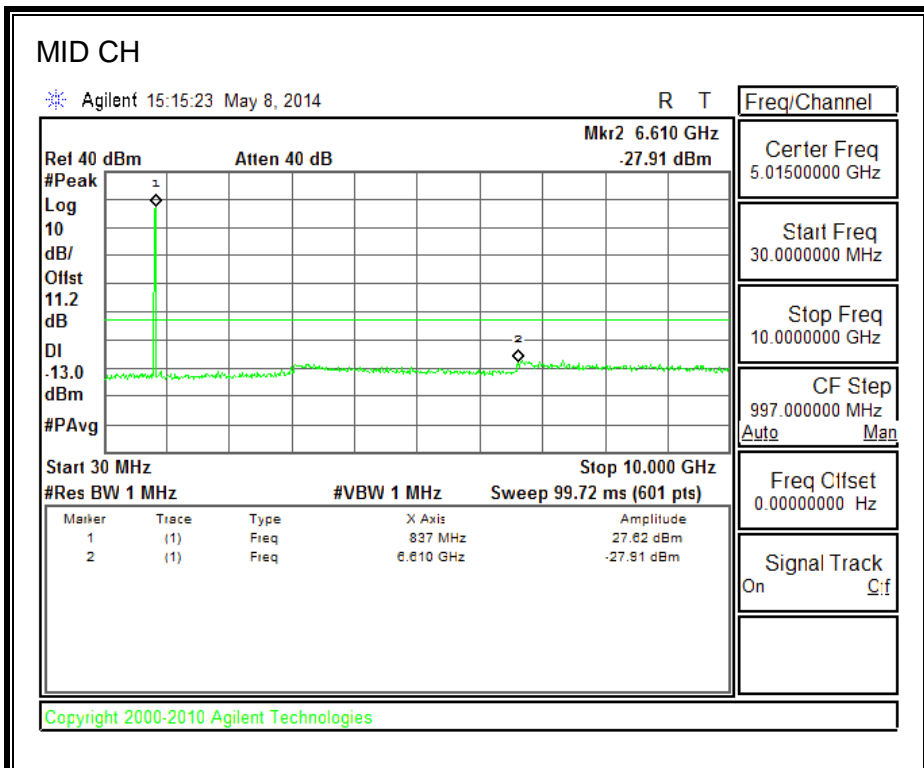 MID CH
Agilent 15:15:23 May 8, 2014 R T
Mkr2 6.610 GHz
Ref 40 dBm Atten 40 dB -27.91 dBm
#Peak
Log
10
dB/
Offst
11.2
dB
DI
-13.0
dBm
#PAvg
1
2
Start 30 MHz Stop 10.000 GHz
#Res BW 1 MHz #VBW 1 MHz Sweep 99.72 ms (601 pts)
Marker Trace Type X Axis Amplitude
1 (1) Freq 837 MHz 27.62 dBm
2 (1) Freq 6.610 GHz -27.91 dBm
Freq/Channel
Center Freq
5.01500000 GHz
Start Freq
30.0000000 MHz
Stop Freq
10.0000000 GHz
CF Step
997.000000 MHz
Auto Man
Freq Offset
0.00000000 Hz
Signal Track
On Off
Copyright 2000-2010 Agilent Technologies